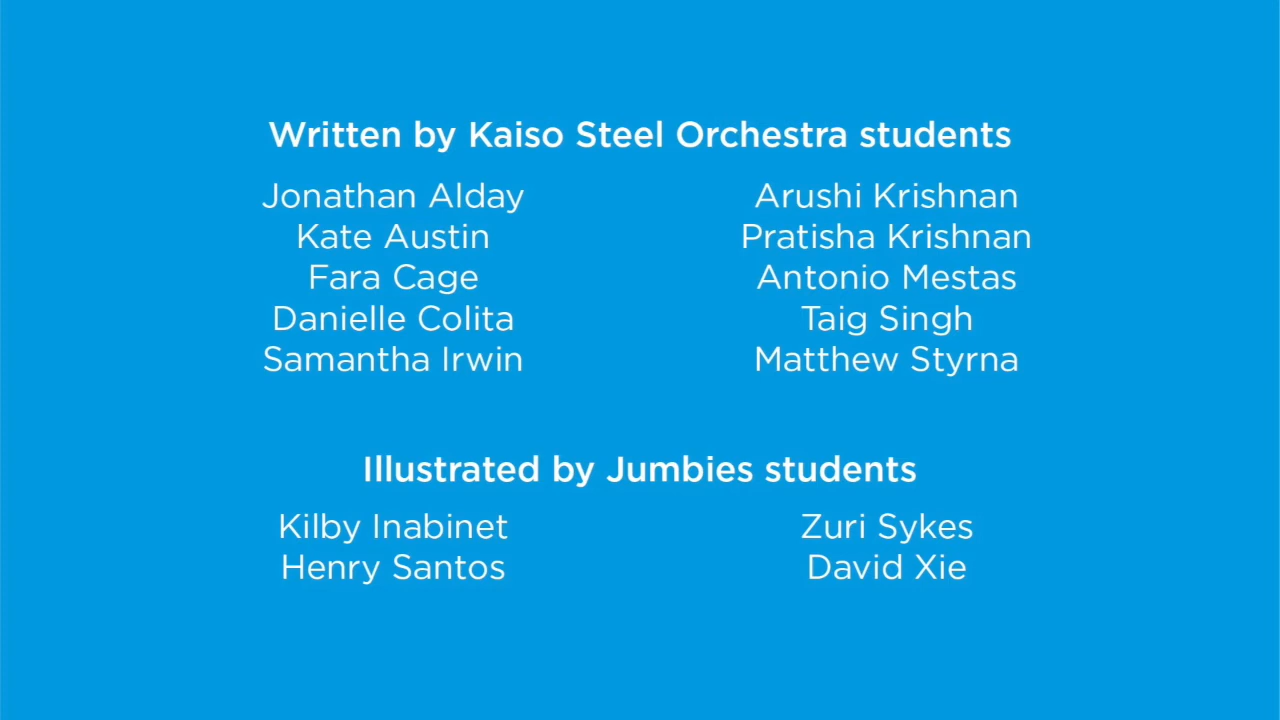 Written by Kaiso Steel Orchestra students
Jonathan Alday
Kate Austin
Fara Cage
Danielle Colita
Samantha Irwin
Arushi Krishnan
Pratisha Krishnan
Antonio Mestas
Taig Singh
Matthew Styrna
Illustrated by Jumbies students
Kilby Inabinet
Henry Santos
Zuri Sykes
David Xie